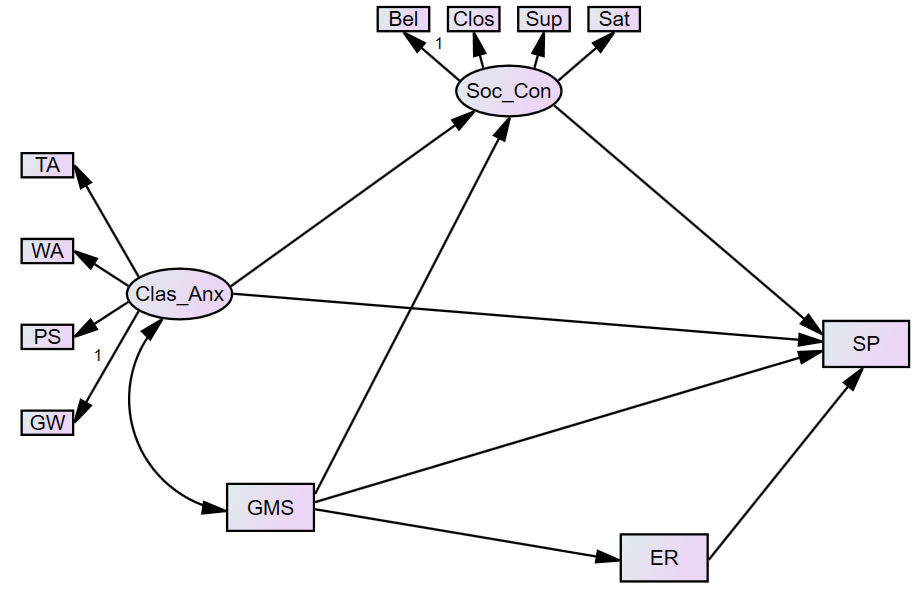 Bel
Clos
Sup
Sat
1
Soc_Con
TA
WA
Clas_Anx
PS
1
GW
SP
GMS
ER